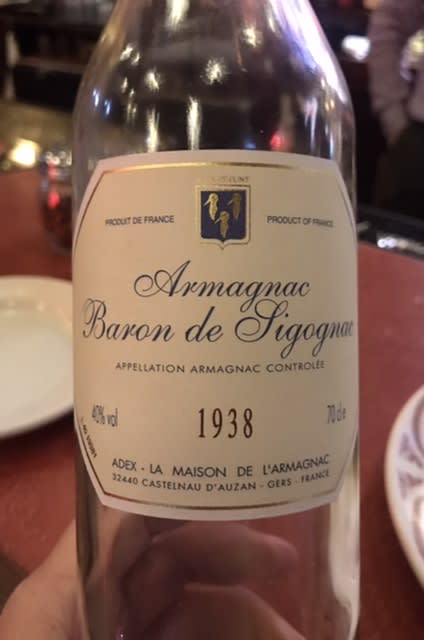 PRODUIT DE FRANCE
PRODUCT OF FRANCE
Armagnac
Baron de Sigognac
APPELLATION ARMAGNAC CONTROLÉE
40% vol
1938
70 cle
ADEX - LA MAISON DE L'ARMAGNAC
32440 CASTELNAU D'AUZAN - GERS - FRANCE